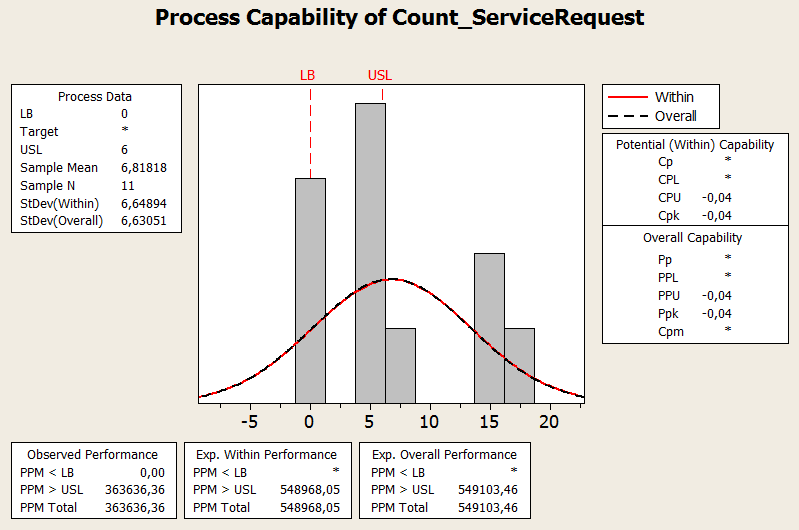 Process Capability of Count_ServiceRequest
LB USL
Process Data
LB 0
Target *
USL 6
Sample Mean 6,81818
Sample N 11
StDev(Within) 6,64894
StDev(Overall) 6,63051
Within
Overall
Potential (Within) Capability
Cp *
CPL *
CPU -0,04
Cpk -0,04
Overall Capability
Pp *
PPL *
PPU -0,04
Ppk -0,04
Cpm *
-5 0 5 10 15 20
Observed Performance
PPM < LB 0,00
PPM > USL 363636,36
PPM Total 363636,36
Exp. Within Performance
PPM < LB *
PPM > USL 548968,05
PPM Total 548968,05
Exp. Overall Performance
PPM < LB *
PPM > USL 549103,46
PPM Total 549103,46